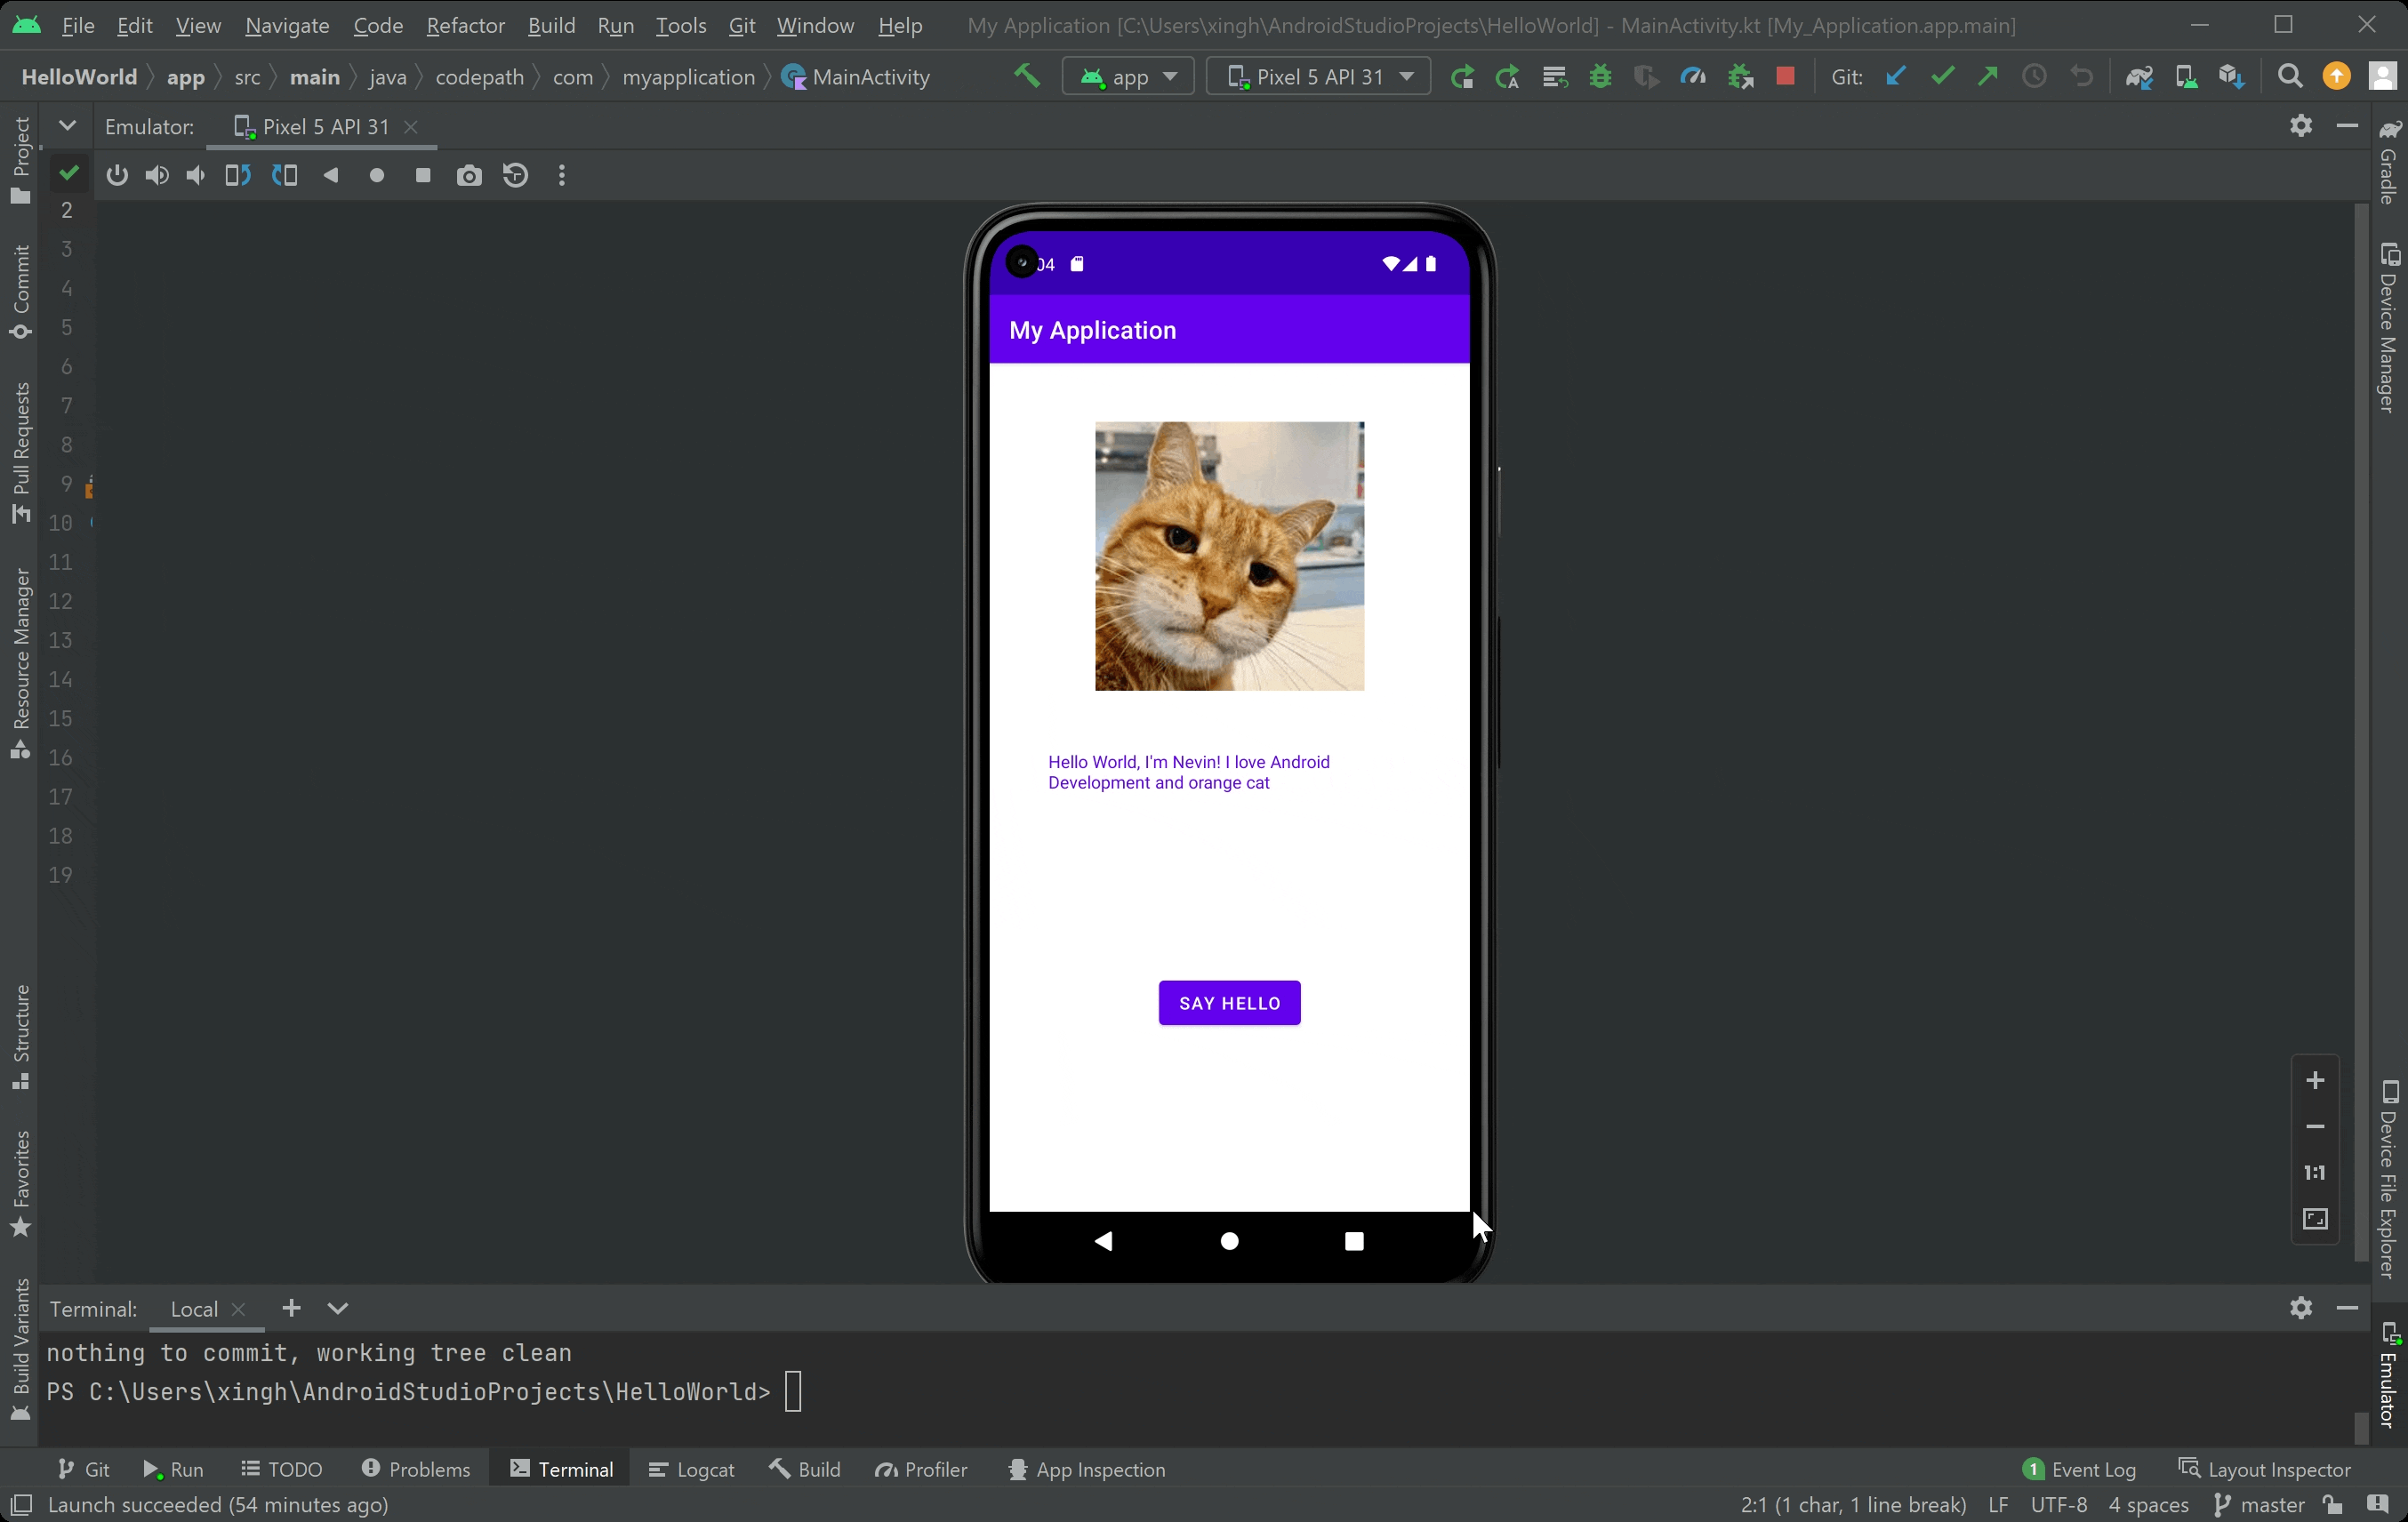 File Edit View Navigate Code Refactor Build Run Tools Git Window Help My Application [C:\Users\xingh\AndroidStudioProjects\HelloWorld] - MainActivity.kt [My_Application.app.main]
HelloWorld app src main java codepath com myapplication MainActivity app Pixel 5 API 31 Git:
Emulator: Pixel 5 API 31
Project
Commit
Pull Requests
Resource Manager
Structure
Favorites
Build Variants
2
3
4
5
6
7
8
9
10
11
12
13
14
15
16
17
18
19
04
My Application
Hello World, I'm Nevin! I love Android
Development and orange cat
SAY HELLO
1:1
Gradle
Device Manager
Device File Explorer
Emulator
Terminal: Local
nothing to commit, working tree clean
PS C:\Users\xingh\AndroidStudioProjects\HelloWorld>
Git Run TODO Problems Terminal Logcat Build Profiler App Inspection 1 Event Log Layout Inspector
Launch succeeded (54 minutes ago) 2:1 (1 char, 1 line break) LF UTF-8 4 spaces master